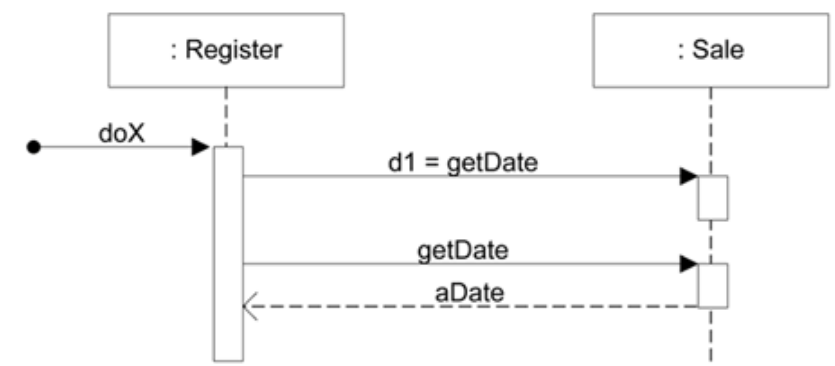 : Register
: Sale
doX
d1 = getDate
getDate
aDate